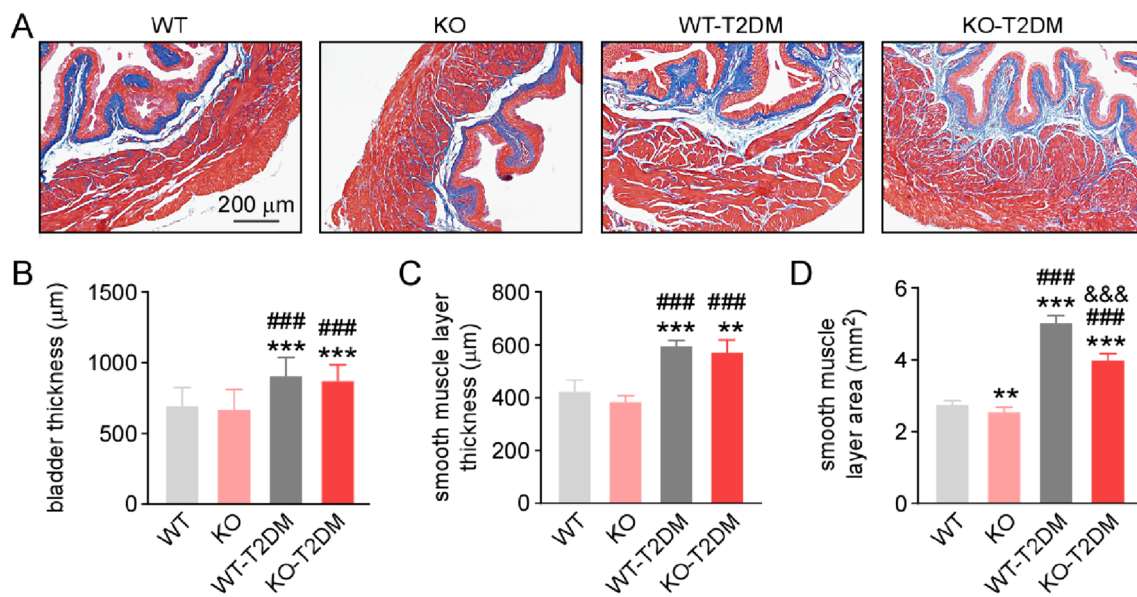 A
WT
KO
WT-T2DM
KO-T2DM
200 μm
B
bladder thickness (μm)
1500
1000
500
0
###
***
###
***
WT
KO
WT-T2DM
KO-T2DM
C
smooth muscle layer
thickness (μm)
800
600
400
200
0
###
***
###
**
WT
KO
WT-T2DM
KO-T2DM
D
smooth muscle
layer area (mm²)
6
4
2
0
**
###
***
&&&
###
***
WT
KO
WT-T2DM
KO-T2DM